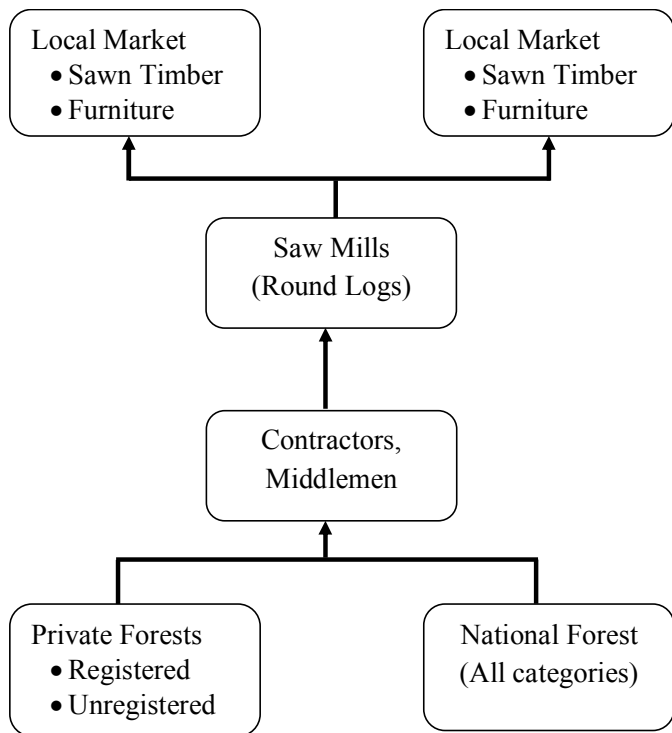 Local Market
• Sawn Timber
• Furniture
Local Market
• Sawn Timber
• Furniture
Saw Mills
(Round Logs)
Contractors,
Middlemen
Private Forests
• Registered
• Unregistered
National Forest
(All categories)